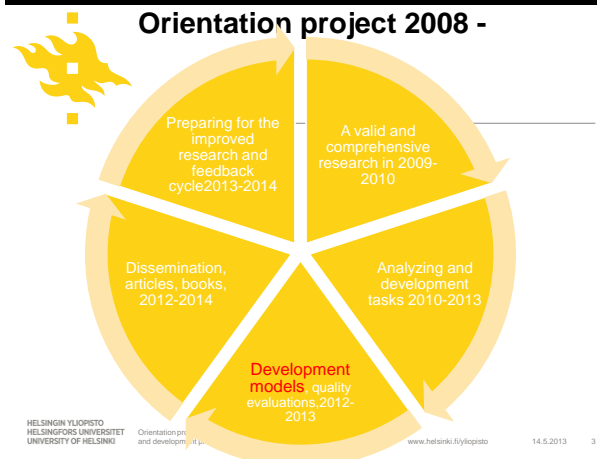 Orientation project 2008 -
Preparing for the
improved
research and
feedback
cycle2013-2014
A valid and
comprehensive
research in 2009-
2010
Dissemination,
articles, books,
2012-2014
Analyzing and
development
tasks 2010-2013
Development
models, quality
evaluations,2012-
2013
HELSINGIN YLIOPISTO
HELSINGFORS UNIVERSITET
UNIVERSITY OF HELSINKI
Orientation
and
www.helsinki.fi/yliopisto
14.5.2013
3